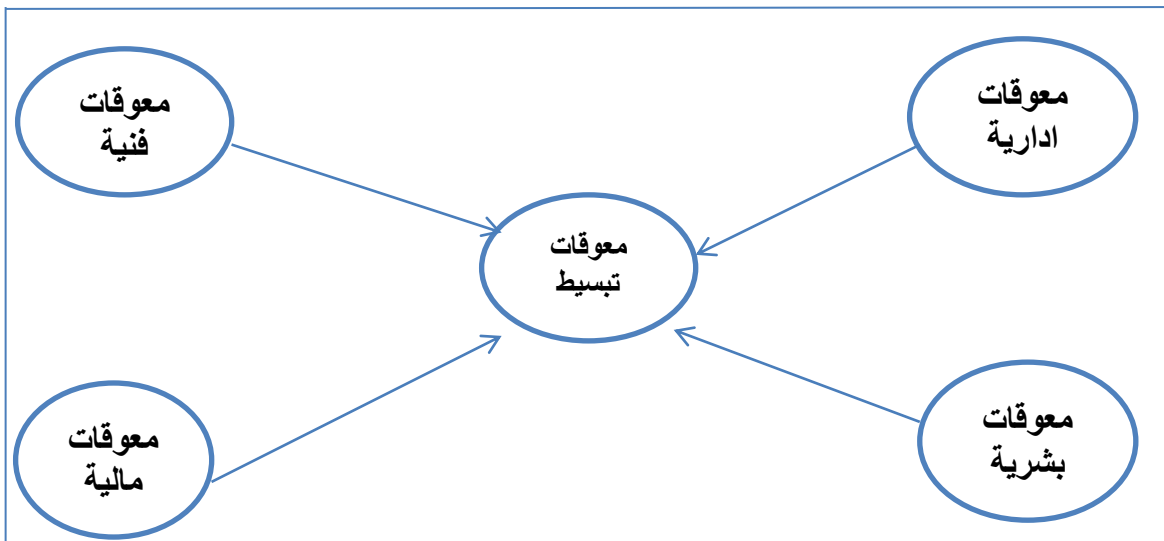 معوقات
ادارية
معوقات
فنية
معوقات
تبسيط
معوقات
بشرية
معوقات
مالية